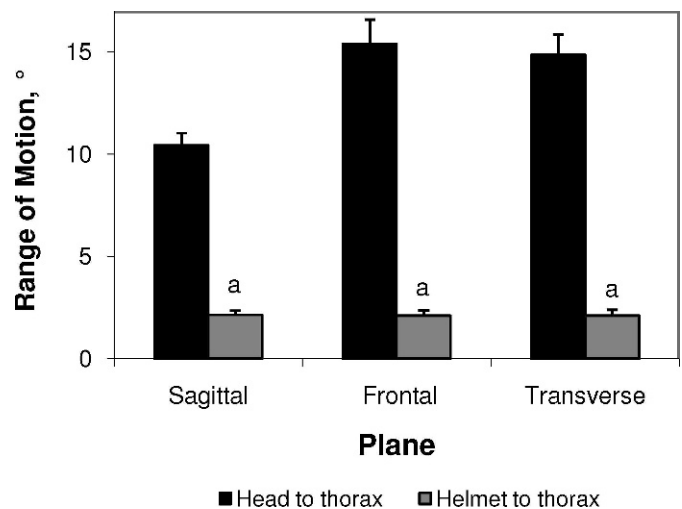 Range of Motion, °
15
10
5
0
a
a
a
Sagittal
Frontal
Transverse
Plane
Head to thorax
Helmet to thorax